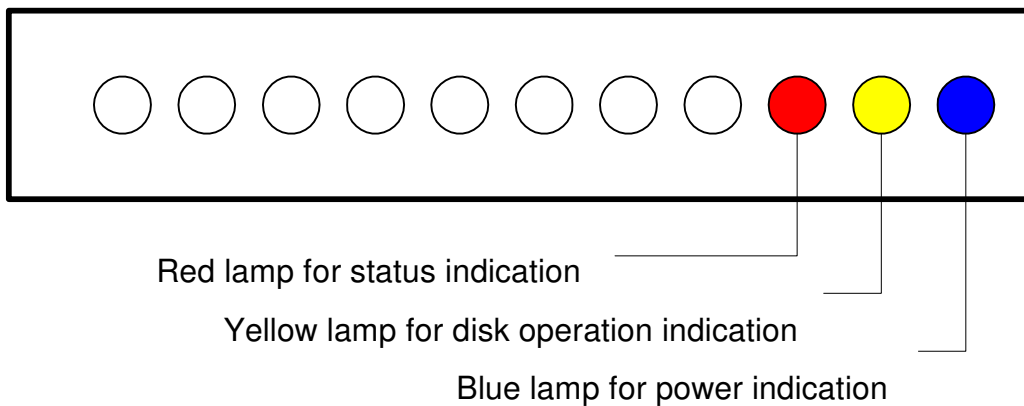 Red lamp for status indication
Yellow lamp for disk operation indication
Blue lamp for power indication